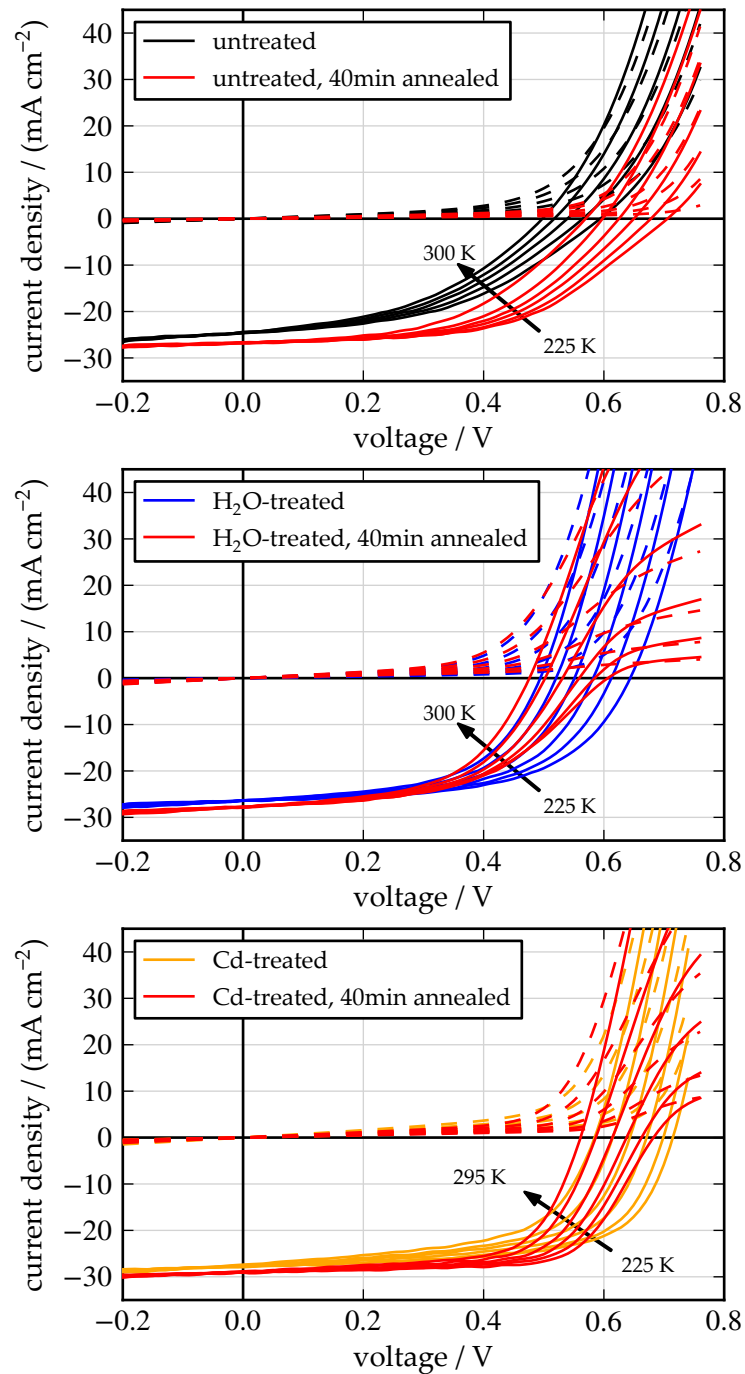 40
30
20
10
0
−10
−20
−30
current density / (mA cm⁻²)
untreated
untreated, 40min annealed
300 K
225 K
−0.2 0.0 0.2 0.4 0.6 0.8
voltage / V
40
30
20
10
0
−10
−20
−30
current density / (mA cm⁻²)
H₂O-treated
H₂O-treated, 40min annealed
300 K
225 K
−0.2 0.0 0.2 0.4 0.6 0.8
voltage / V
40
30
20
10
0
−10
−20
−30
current density / (mA cm⁻²)
Cd-treated
Cd-treated, 40min annealed
295 K
225 K
−0.2 0.0 0.2 0.4 0.6 0.8
voltage / V